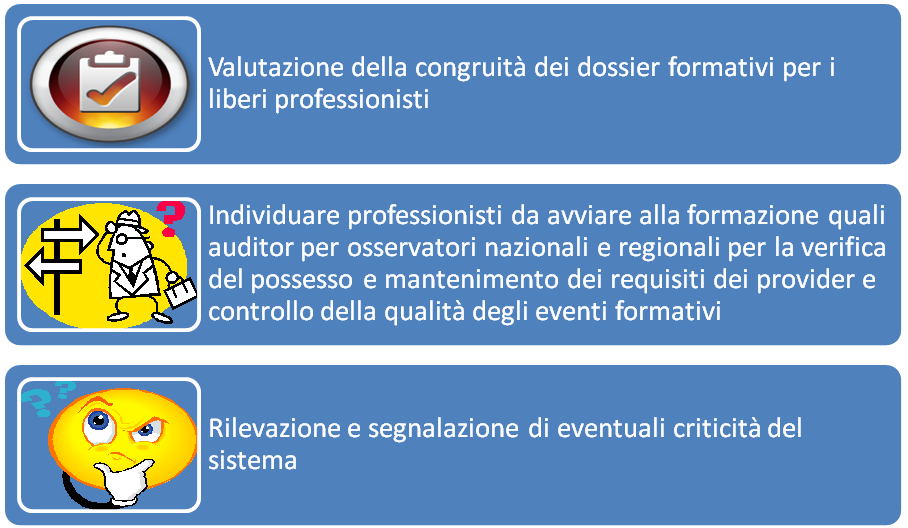 Valutazione della congruità dei dossier formativi per i
liberi professionisti
?
Individuare professionisti da avviare alla formazione quali
auditor per osservatori nazionali e regionali per la verifica
del possesso e mantenimento dei requisiti dei provider e
controllo della qualità degli eventi formativi
? ?
Rilevazione e segnalazione di eventuali criticità del
sistema